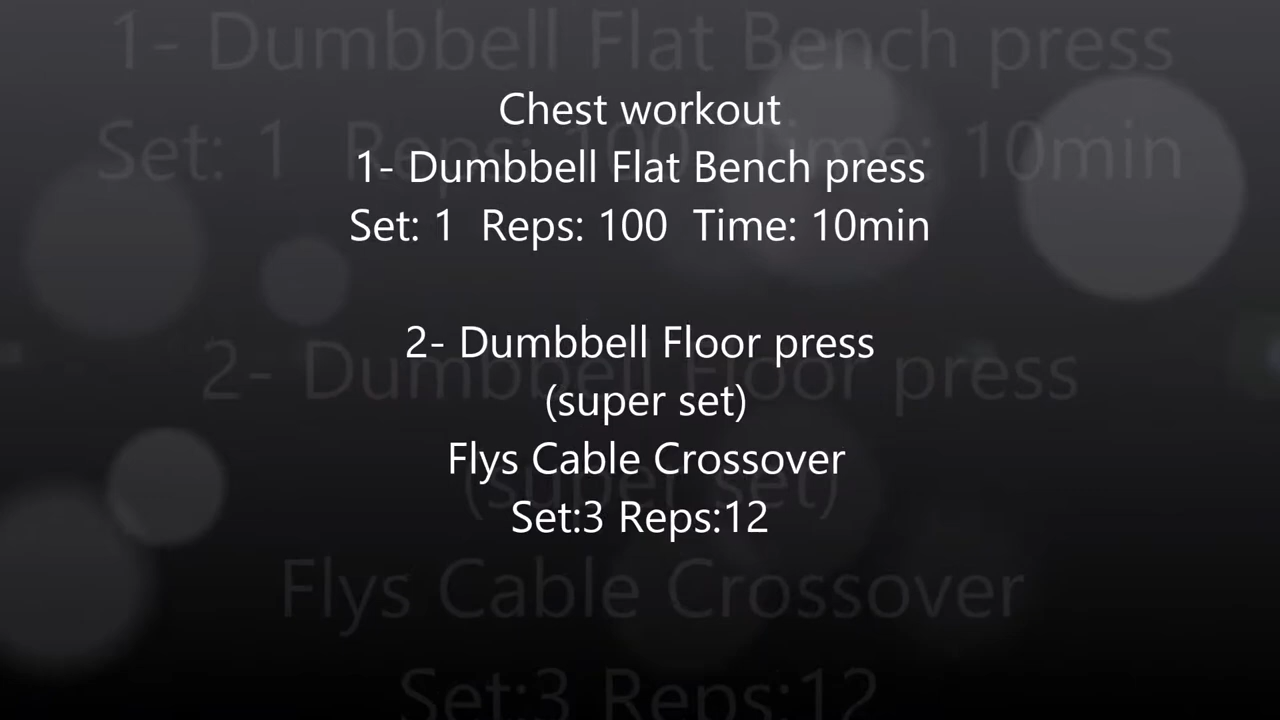 Chest workout
1- Dumbbell Flat Bench press
Set: 1  Reps: 100  Time: 10min
2- Dumbbell Floor press
(super set)
Flys Cable Crossover
Set:3 Reps:12